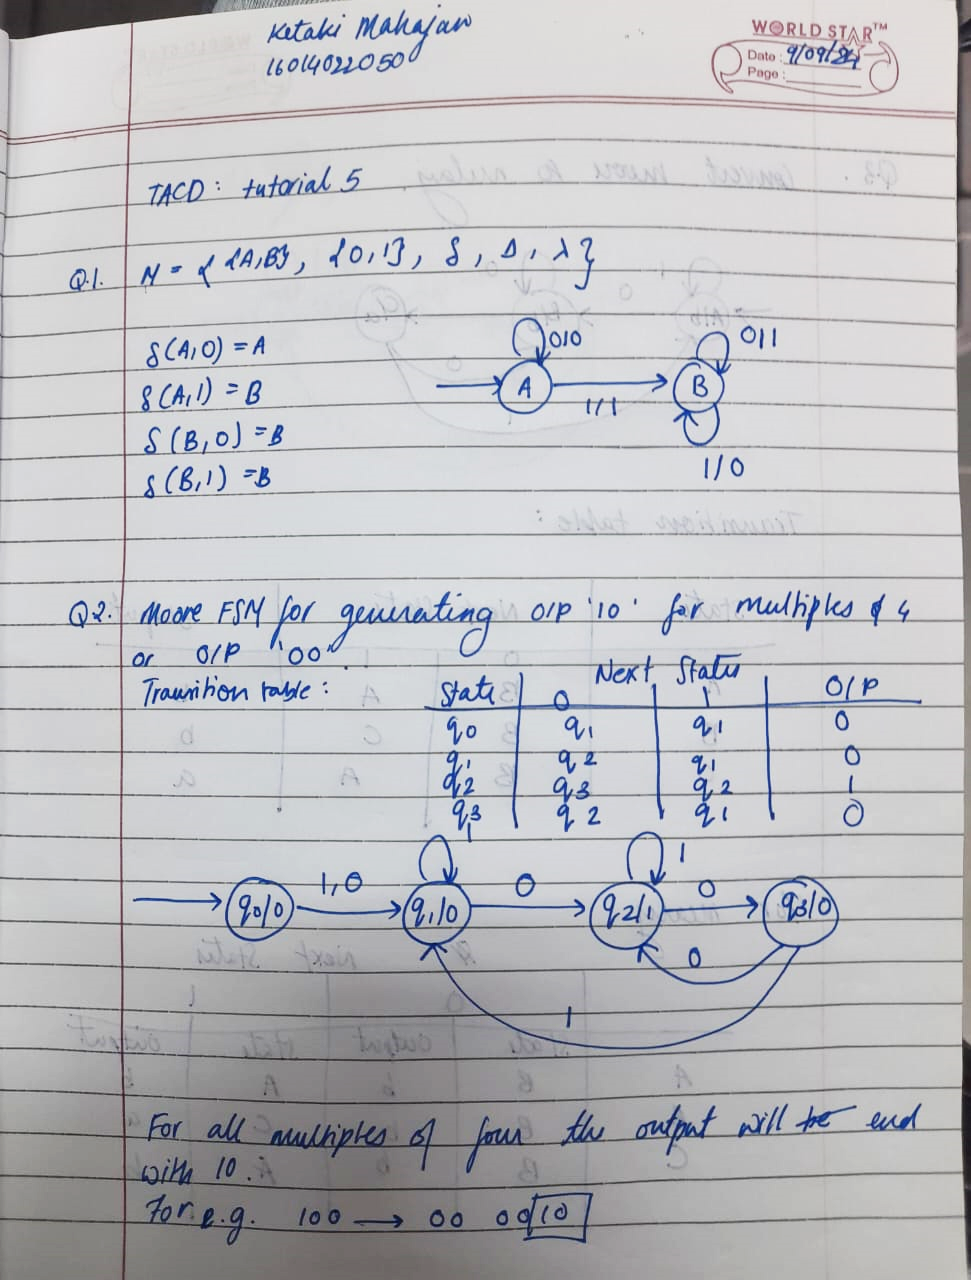 Ketaki Mahajan
16014022050
WORLD STAR™
Date : 9/09/24
Page :
TACD : tutorial 5
Q.1. M = { {A,B}, {0,1}, δ, Δ, λ }
δ(A,0) = A
δ(A,1) = B
δ(B,0) = B
δ(B,1) = B
0/0
0/1
A
B
1/1
1/0
Q2. Moore FSM for generating O/P '10' for multiples of 4
or O/P '00'.
Transition table :
Next States
State 0 1 O/P
q0 q1 q1 0
q1 q2 q1 0
q2 q3 q2 1
q3 q2 q1 0
1
1
1,0
0
0
q0/0
q1/0
q2/1
q3/0
0
1
For all multiples of four the output will be end
with 10.
For e.g. 100 → 00 00 10